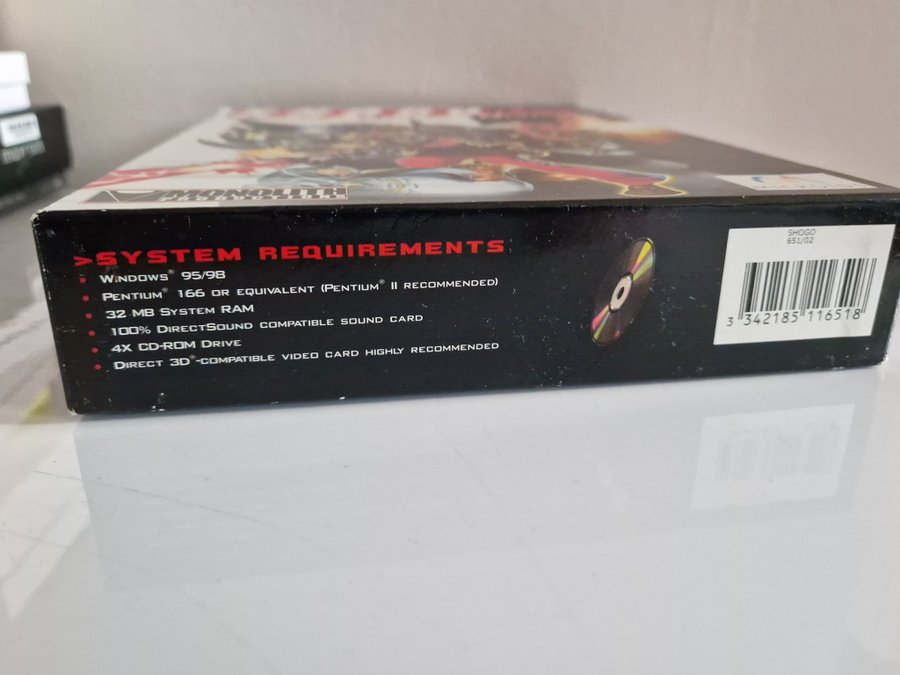 MONOLITH
PRODUCTIONS
>SYSTEM REQUIREMENTS
• WINDOWS® 95/98
• PENTIUM® 166 OR EQUIVALENT (PENTIUM® II RECOMMENDED)
• 32 MB SYSTEM RAM
• 100% DIRECTSOUND COMPATIBLE SOUND CARD
• 4X CD-ROM DRIVE
• DIRECT 3D®-COMPATIBLE VIDEO CARD HIGHLY RECOMMENDED
SHOGO
651/02
3 342185 116518